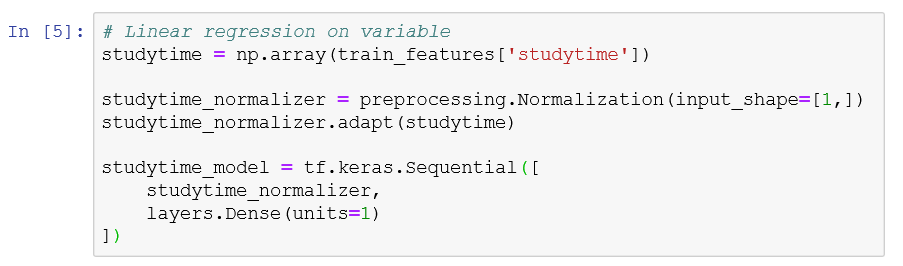 In [5]: # Linear regression on variable
studytime = np.array(train_features['studytime'])

studytime_normalizer = preprocessing.Normalization(input_shape=[1,])
studytime_normalizer.adapt(studytime)

studytime_model = tf.keras.Sequential([
    studytime_normalizer,
    layers.Dense(units=1)
])